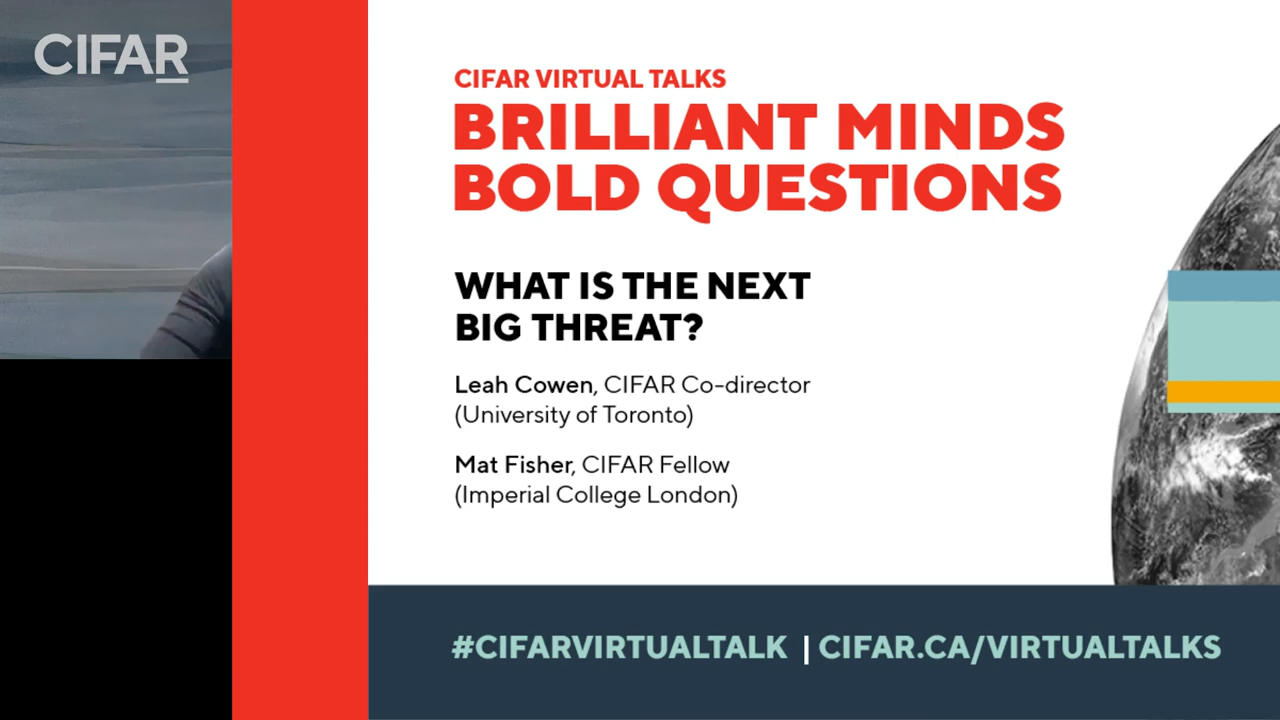 CIFAR
CIFAR VIRTUAL TALKS
BRILLIANT MINDS
BOLD QUESTIONS
WHAT IS THE NEXT
BIG THREAT?
Leah Cowen, CIFAR Co-director
(University of Toronto)
Mat Fisher, CIFAR Fellow
(Imperial College London)
#CIFARVIRTUALTALK | CIFAR.CA/VIRTUALTALKS